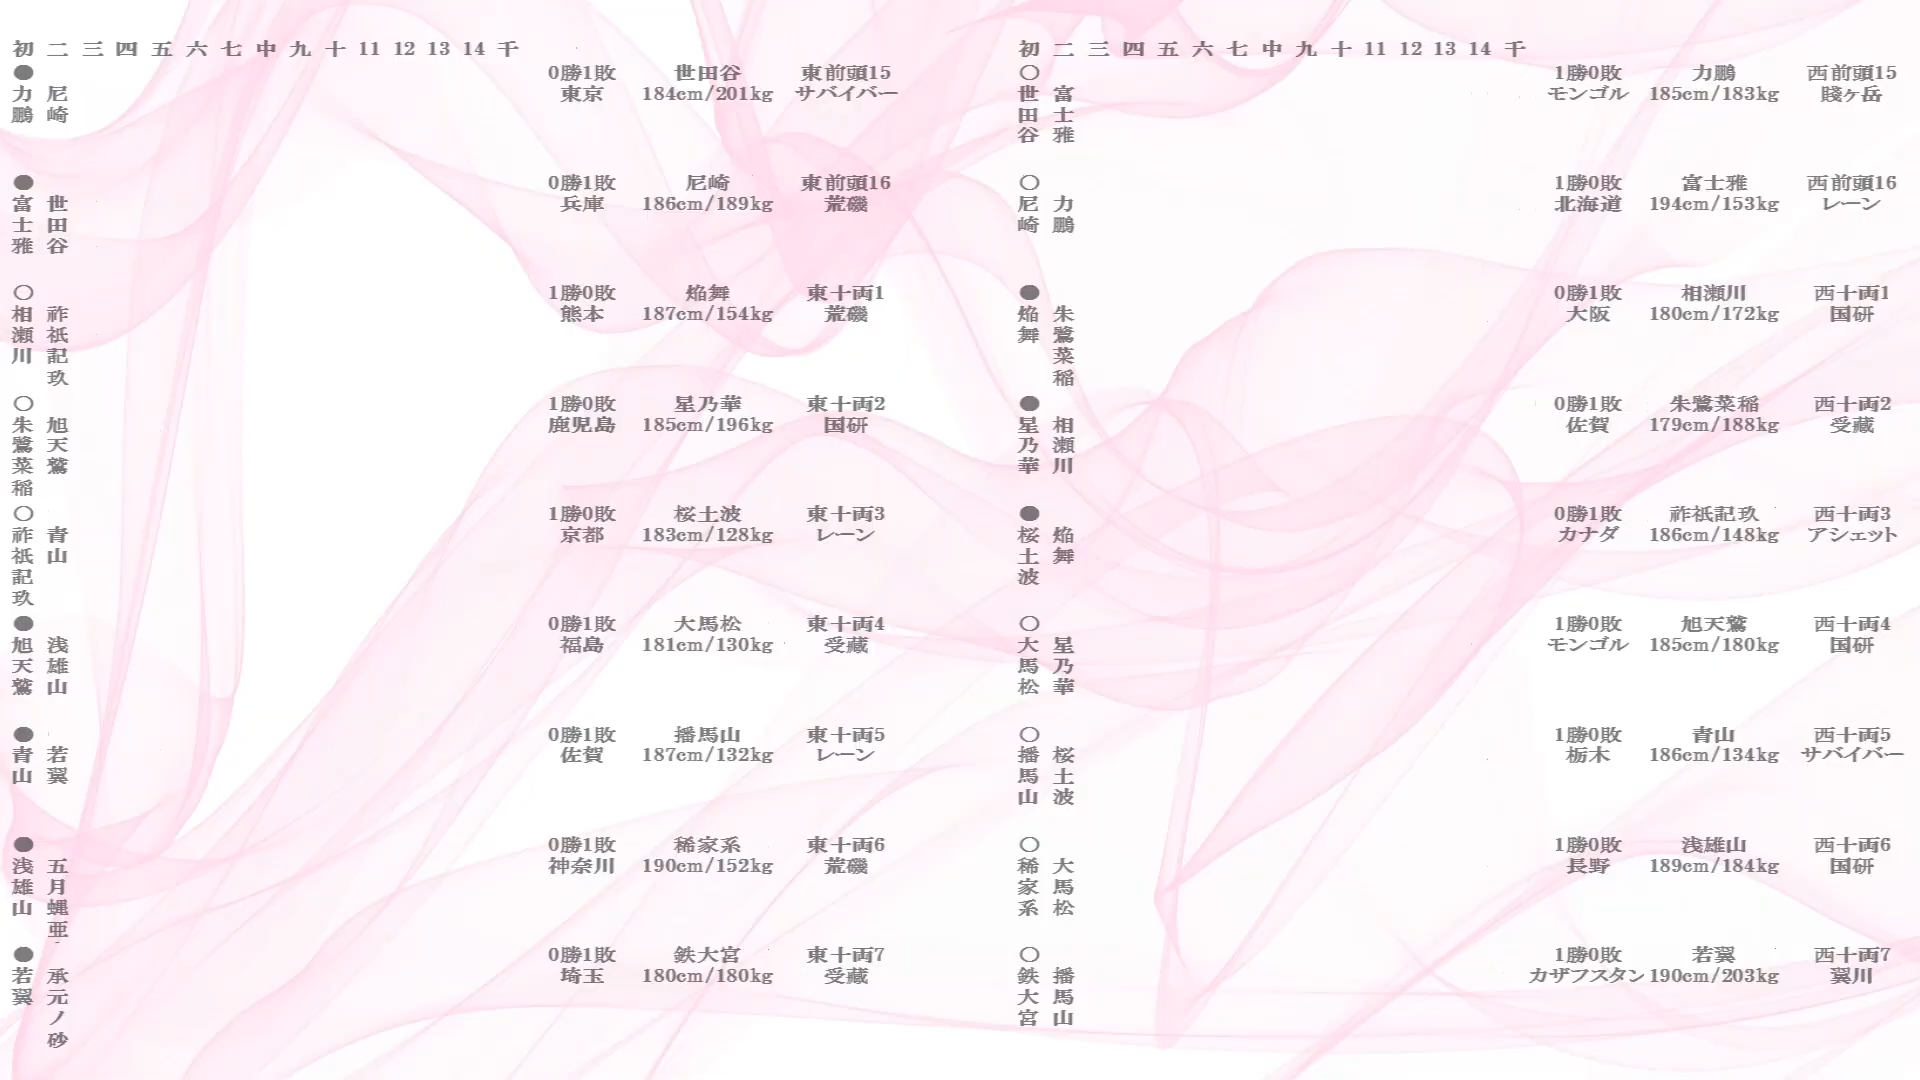 初 二 三 四 五 六 七 中 九 十 11 12 13 14 千
● 力鵬 尼崎
0勝1敗 世田谷 東前頭15
東京 184cm/201kg サバイバー
● 富士雅 世田谷
0勝1敗 尼崎 東前頭16
兵庫 186cm/189kg 荒磯
○ 相瀬川 祚祇記玖
1勝0敗 焔舞 東十両1
熊本 187cm/154kg 荒磯
○ 朱鷺菜稲 旭天鷲
1勝0敗 星乃華 東十両2
鹿児島 185cm/196kg 国研
○ 祚祇記玖 青山
1勝0敗 桜土波 東十両3
京都 183cm/128kg レーン
● 旭天鷲 浅雄山
0勝1敗 大馬松 東十両4
福島 181cm/130kg 受蔵
● 青山 若翼
0勝1敗 播馬山 東十両5
佐賀 187cm/132kg レーン
● 浅雄山 五月蝿亜
0勝1敗 稀家系 東十両6
神奈川 190cm/152kg 荒磯
● 若翼 承元ノ砂
0勝1敗 鉄大宮 東十両7
埼玉 180cm/180kg 受蔵
初 二 三 四 五 六 七 中 九 十 11 12 13 14 千
○ 世田谷 富士雅
1勝0敗 力鵬 西前頭15
モンゴル 185cm/183kg 賤ヶ岳
○ 尼崎 力鵬
1勝0敗 富士雅 西前頭16
北海道 194cm/153kg レーン
● 焔舞 朱鷺菜稲
0勝1敗 相瀬川 西十両1
大阪 180cm/172kg 国研
● 星乃華 相瀬川
0勝1敗 朱鷺菜稲 西十両2
佐賀 179cm/188kg 受蔵
● 桜土波 焔舞
0勝1敗 祚祇記玖 西十両3
カナダ 186cm/148kg アシェット
○ 大馬松 星乃華
1勝0敗 旭天鷲 西十両4
モンゴル 185cm/180kg 国研
○ 播馬山 桜土波
1勝0敗 青山 西十両5
栃木 186cm/134kg サバイバー
○ 稀家系 大馬松
1勝0敗 浅雄山 西十両6
長野 189cm/184kg 国研
○ 鉄大宮 播馬山
1勝0敗 若翼 西十両7
カザフスタン 190cm/203kg 翼川